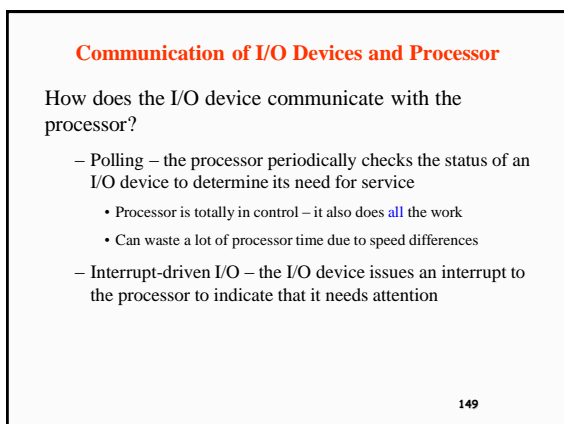 Communication of I/O Devices and Processor
How does the I/O device communicate with the
processor?
– Polling – the processor periodically checks the status of an
I/O device to determine its need for service
• Processor is totally in control – it also does all the work
• Can waste a lot of processor time due to speed differences
– Interrupt-driven I/O – the I/O device issues an interrupt to
the processor to indicate that it needs attention
149